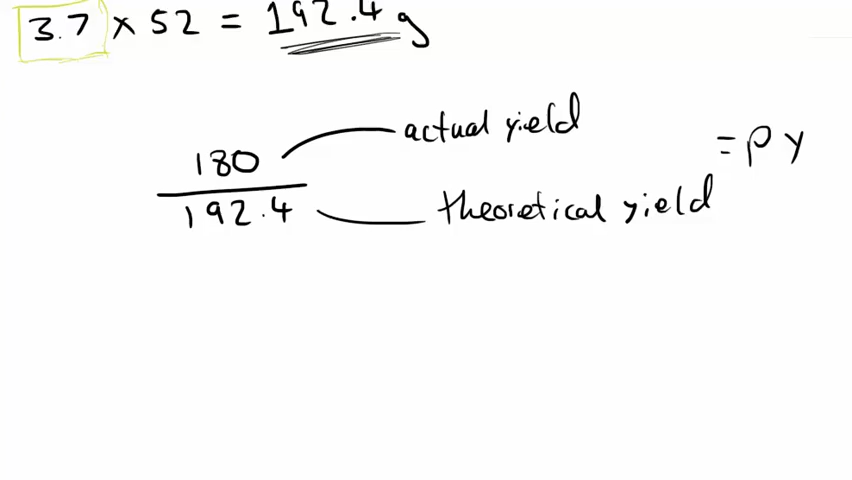 3.7 × 52 = 192.4 g
180 actual yield
192.4 theoretical yield
= P y